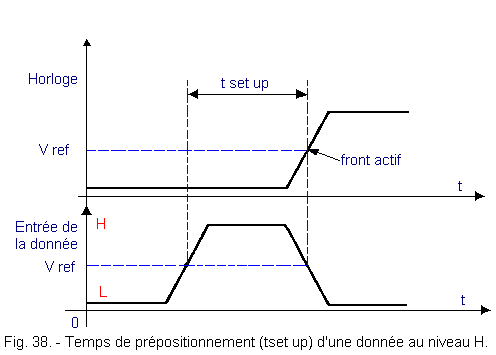 Horloge
t set up
V ref
front actif
t
H
Entrée de
la donnée
V ref
L
t
0
Fig. 38. - Temps de prépositionnement (tset up) d'une donnée au niveau H.